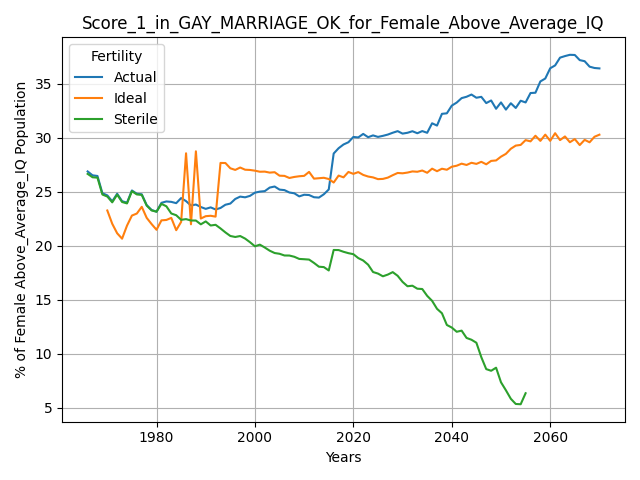 Score_1_in_GAY_MARRIAGE_OK_for_Female_Above_Average_IQ
Fertility
Actual
Ideal
Sterile
% of Female Above_Average_IQ Population
35
30
25
20
15
10
5
1980
2000
2020
2040
2060
Years